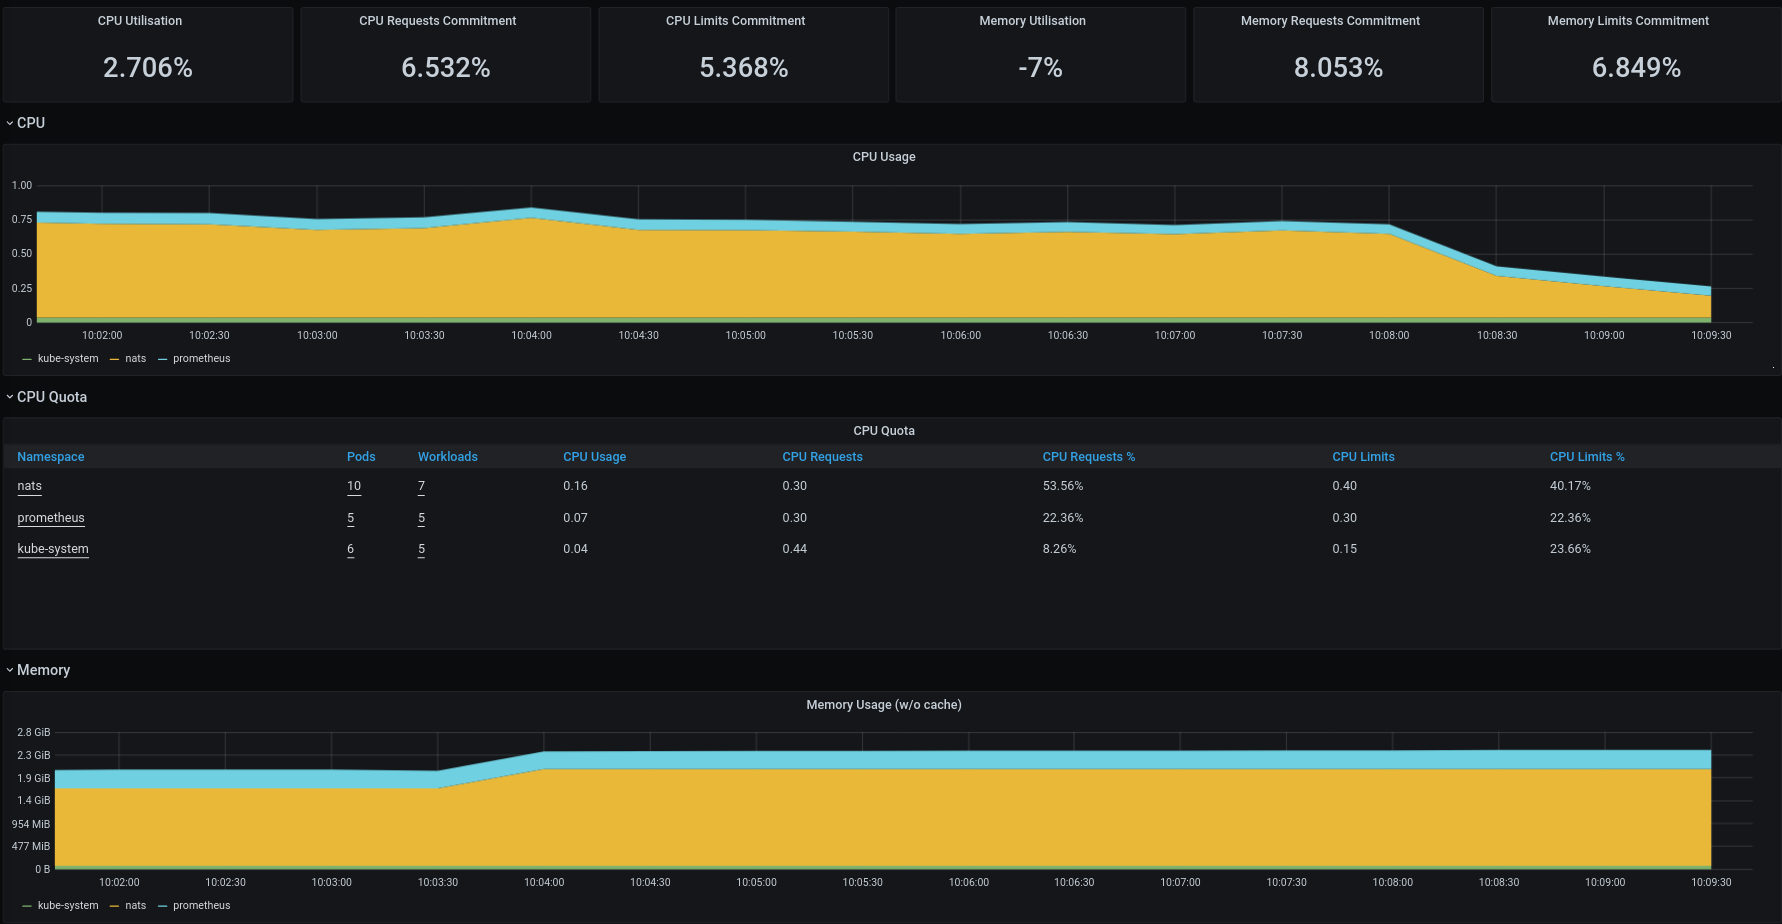 CPU Utilisation CPU Requests Commitment CPU Limits Commitment Memory Utilisation Memory Requests Commitment Memory Limits Commitment
2.706% 6.532% 5.368% -7% 8.053% 6.849%
CPU
CPU Usage
1.00
0.75
0.50
0.25
0
10:02:00 10:02:30 10:03:00 10:03:30 10:04:00 10:04:30 10:05:00 10:05:30 10:06:00 10:06:30 10:07:00 10:07:30 10:08:00 10:08:30 10:09:00 10:09:30
kube-system nats prometheus
CPU Quota
CPU Quota
Namespace Pods Workloads CPU Usage CPU Requests CPU Requests % CPU Limits CPU Limits %
nats 10 7 0.16 0.30 53.56% 0.40 40.17%
prometheus 5 5 0.07 0.30 22.36% 0.30 22.36%
kube-system 6 5 0.04 0.44 8.26% 0.15 23.66%
Memory
Memory Usage (w/o cache)
2.8 GiB
2.3 GiB
1.9 GiB
1.4 GiB
954 MiB
477 MiB
0 B
10:02:00 10:02:30 10:03:00 10:03:30 10:04:00 10:04:30 10:05:00 10:05:30 10:06:00 10:06:30 10:07:00 10:07:30 10:08:00 10:08:30 10:09:00 10:09:30
kube-system nats prometheus